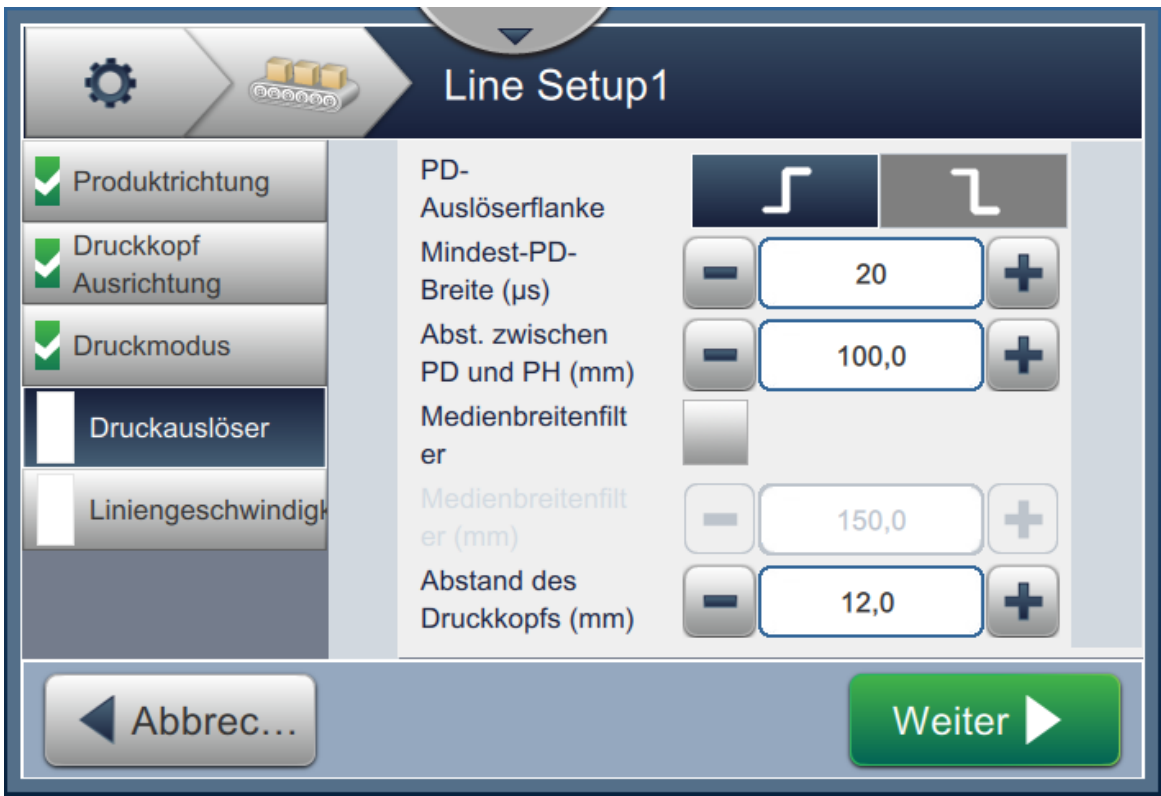 Line Setup1
Produktrichtung
Druckkopf
Ausrichtung
Druckmodus
Druckauslöser
Liniengeschwindigk
PD-
Auslöserflanke
Mindest-PD-
Breite (µs)
20
Abst. zwischen
PD und PH (mm)
100,0
Medienbreitenfilt
er
Medienbreitenfilt
er (mm)
150,0
Abstand des
Druckkopfs (mm)
12,0
Abbrec...
Weiter